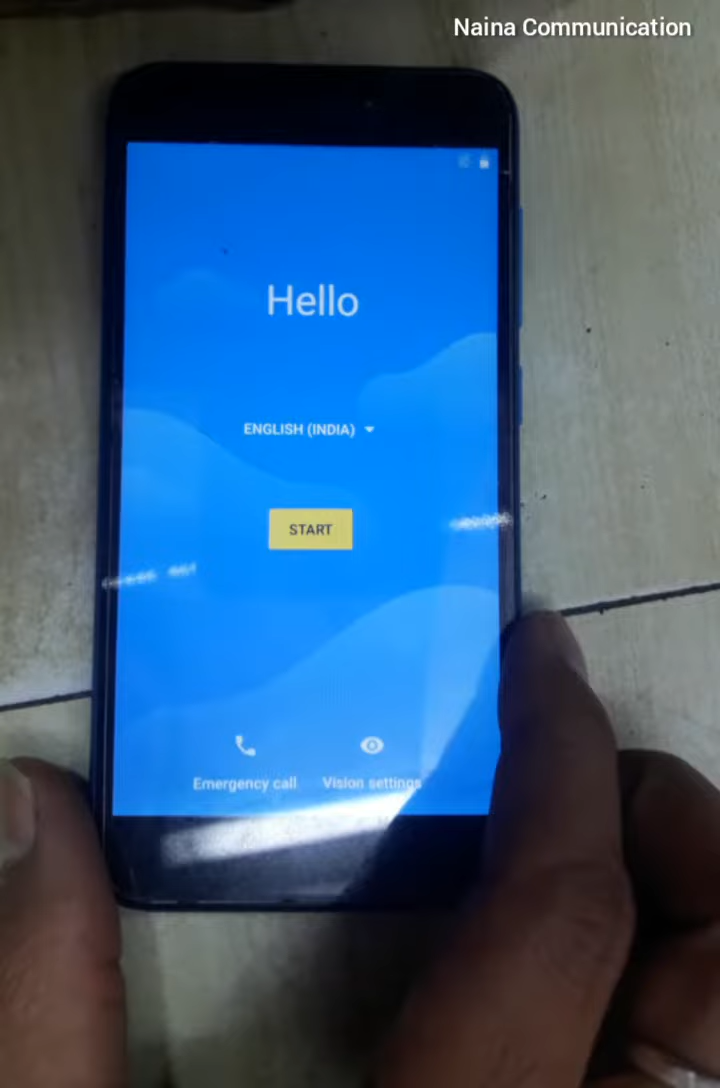 Naina Communication
Hello
ENGLISH (INDIA)
START
Emergency call
Vision settings